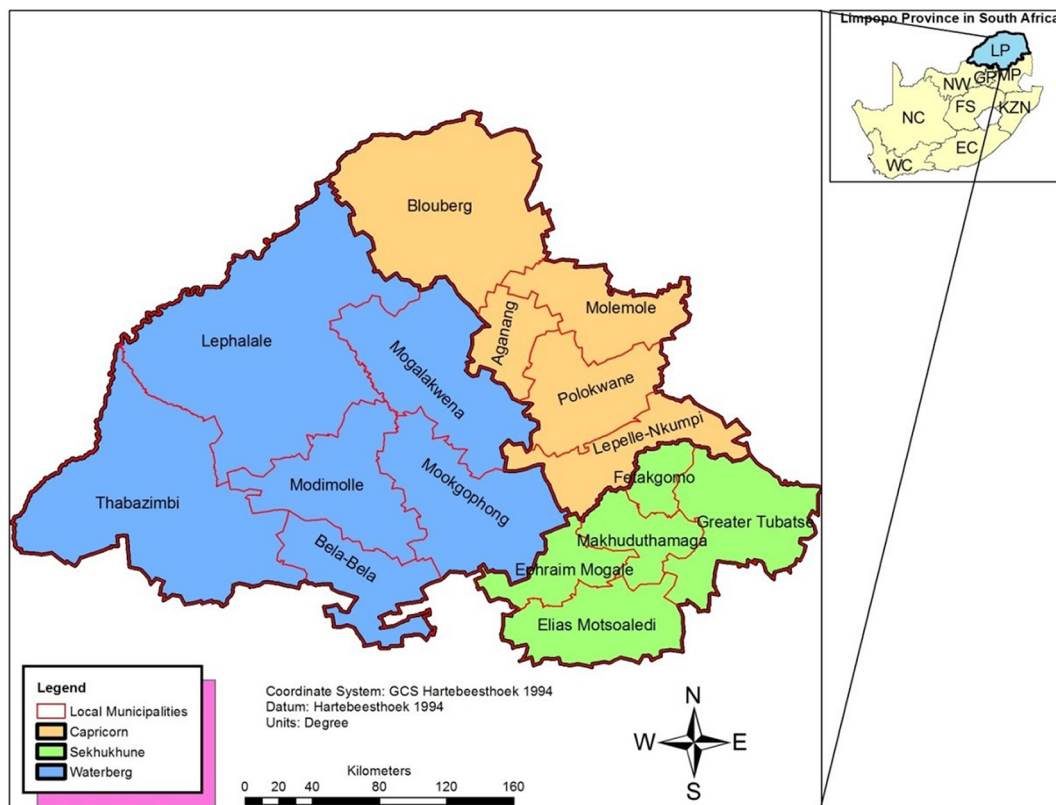 Limpopo Province in South Africa
LP
NW
GP
MP
NC
FS
KZN
EC
WC
Blouberg
Molemole
Aganang
Lephalale
Mogalakwena
Polokwane
Lepelle-Nkumpi
Fetakgomo
Mookgophong
Modimolle
Thabazimbi
Greater Tubatse
Makhuduthamaga
Bela-Bela
Ephraim Mogale
Elias Motsoaledi
Legend
Local Municipalities
Capricorn
Sekhukhune
Waterberg
Coordinate System: GCS Hartebeesthoek 1994
Datum: Hartebeesthoek 1994
Units: Degree
Kilometers
0 20 40 80 120 160
N
W E
S